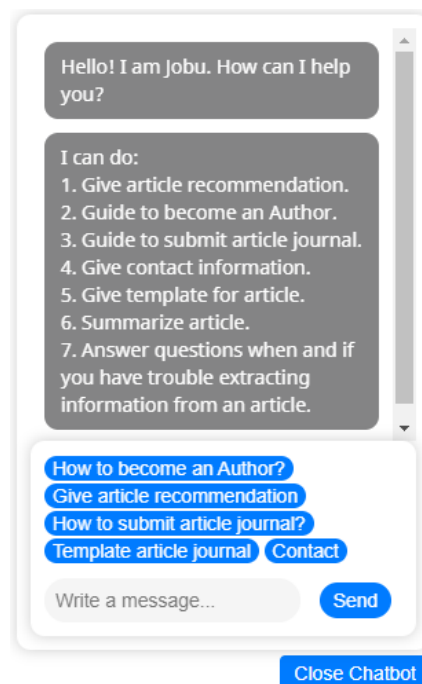 Hello! I am Jobu. How can I help
you?
I can do:
1. Give article recommendation.
2. Guide to become an Author.
3. Guide to submit article journal.
4. Give contact information.
5. Give template for article.
6. Summarize article.
7. Answer questions when and if
you have trouble extracting
information from an article.
How to become an Author?
Give article recommendation
How to submit article journal?
Template article journal Contact
Write a message... Send
Close Chatbot